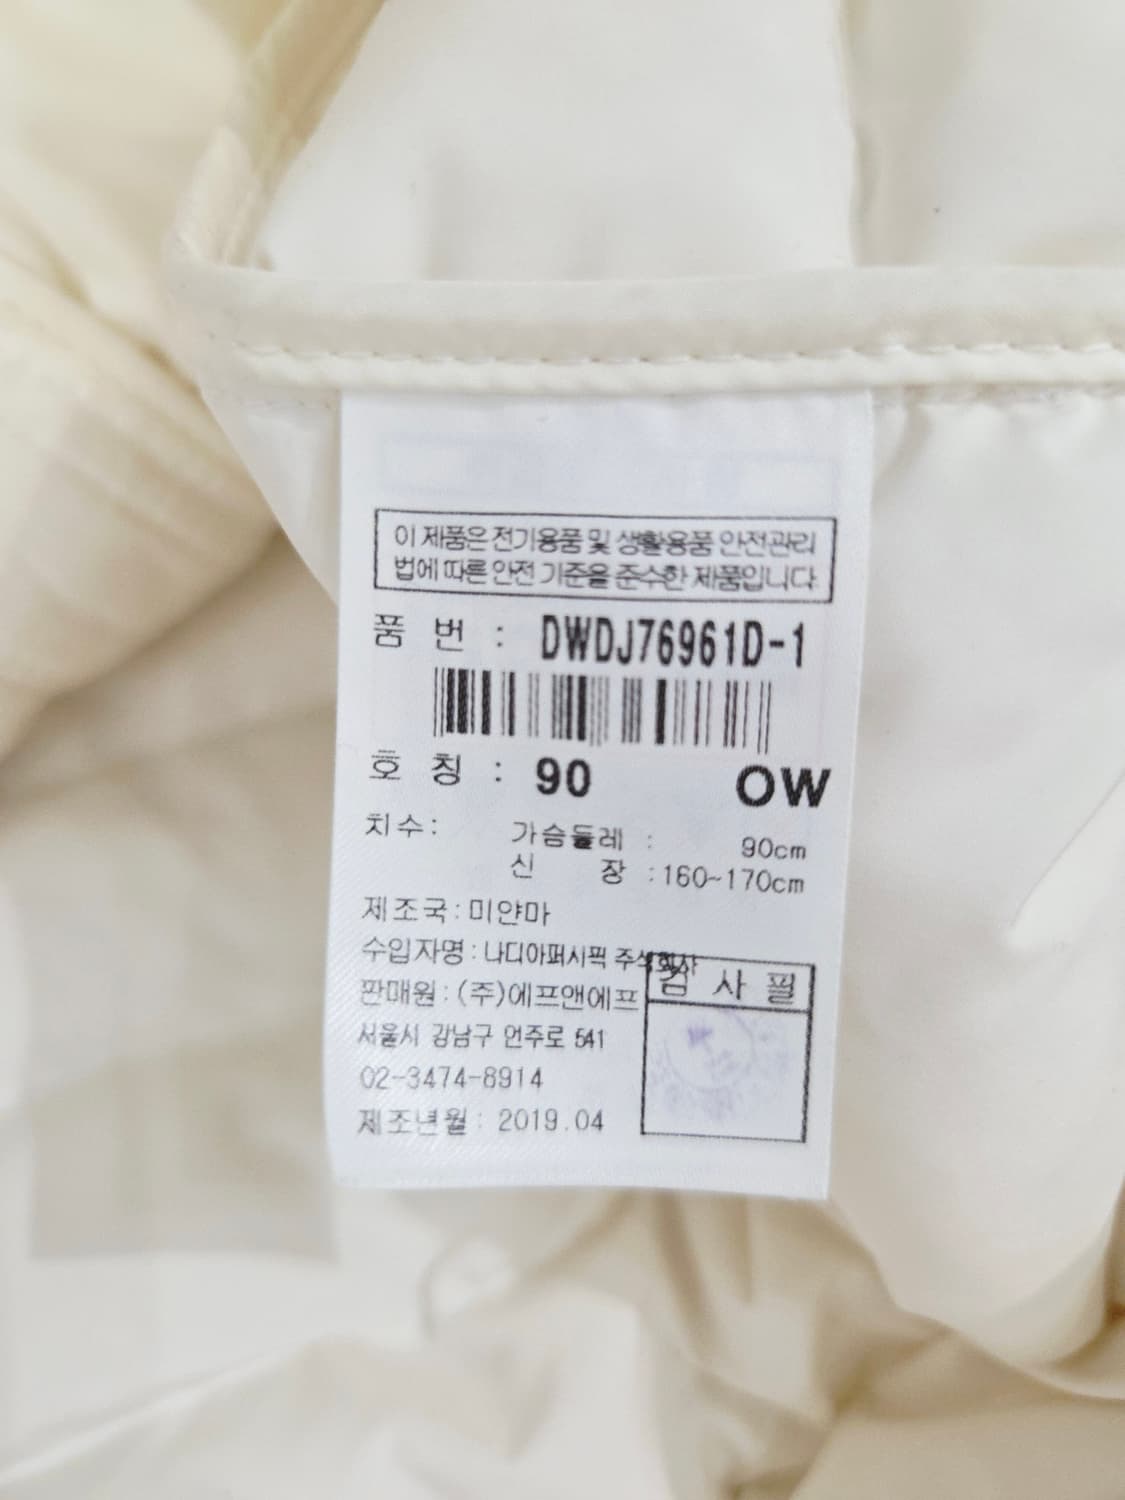 이 제품은 전기용품 및 생활용품 안전관리
법에 따른 안전 기준을 준수한 제품입니다.
품 번 : DWDJ76961D-1
호 칭 : 90 OW
치수: 가슴둘레 : 90cm
신 장 :160~170cm
제조국:미얀마
수입자명:나디아퍼시픽 주식회사
판매원:(주)에프앤에프
서울시 강남구 언주로 541
02-3474-8914
제조년월: 2019.04
검 사 필